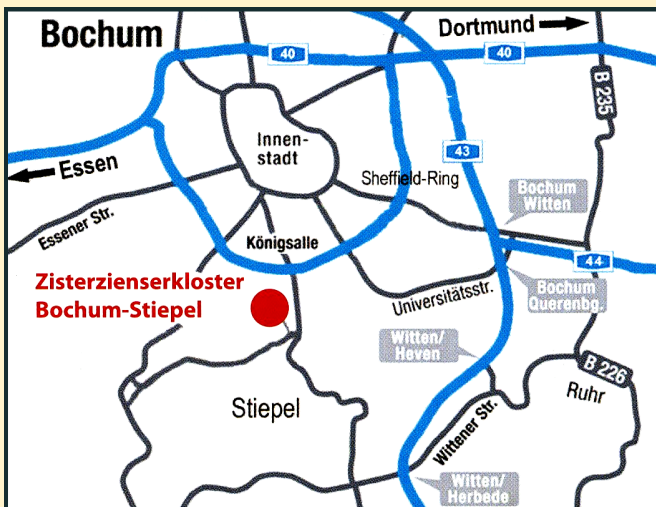 Bochum
Dortmund
40
40
B 235
Essen
Innen-
stadt
43
Sheffield-Ring
Bochum
Witten
Essener Str.
Königsalle
44
Zisterzienserkloster
Bochum-Stiepel
Universitätsstr.
Bochum
Querenbg.
Witten/
Heven
B 226
Ruhr
Stiepel
Wittener Str.
Witten/
Herbede